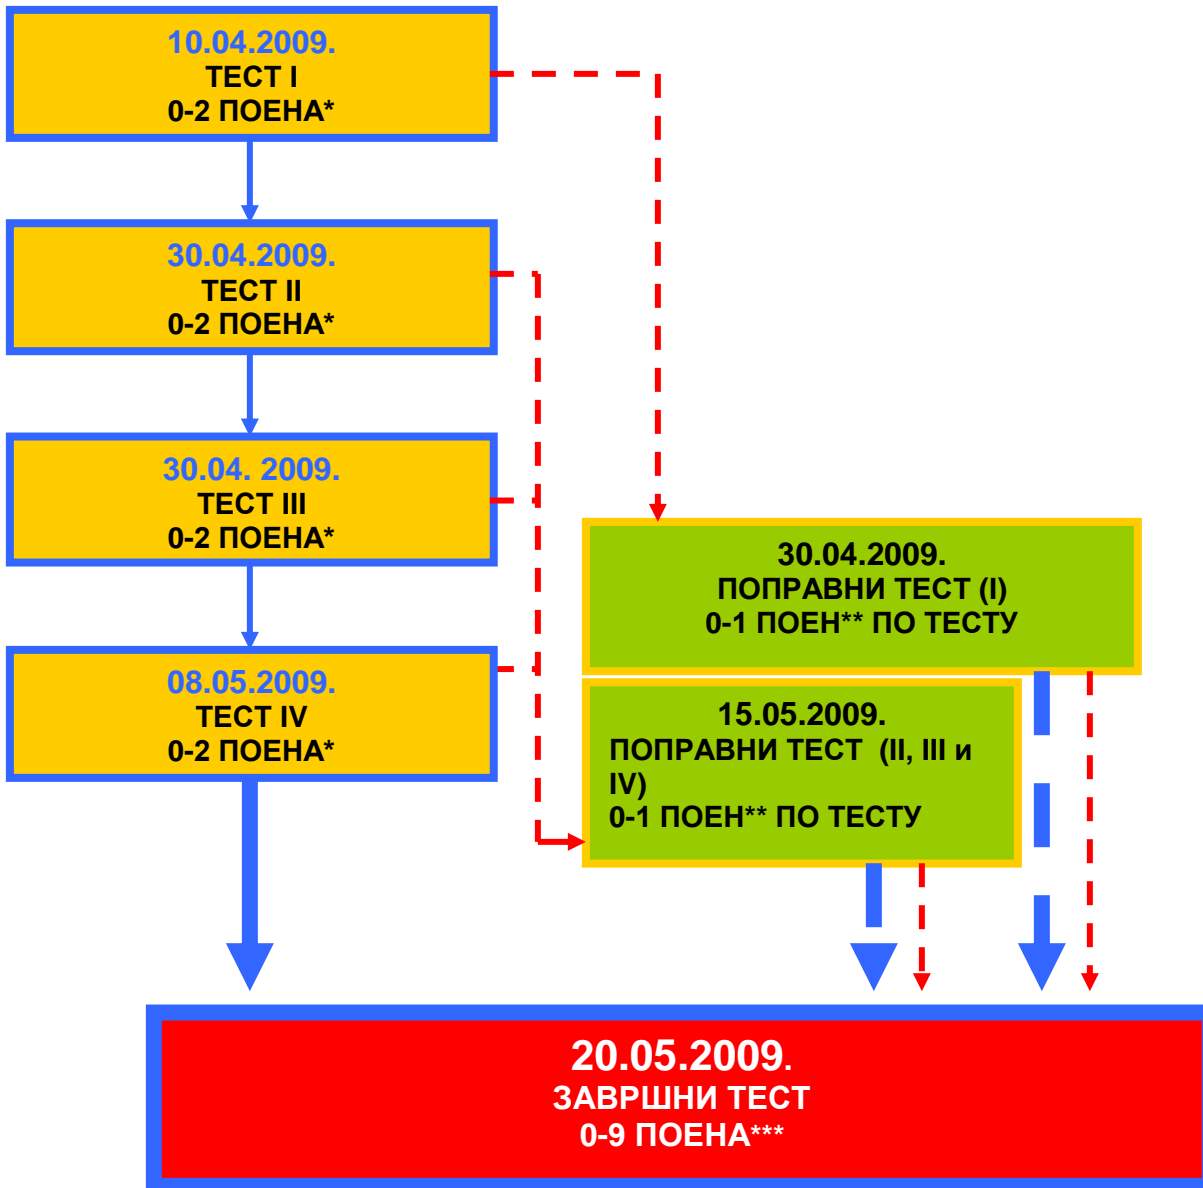 10.04.2009.
ТЕСТ I
0-2 ПОЕНА*
30.04.2009.
ТЕСТ II
0-2 ПОЕНА*
30.04. 2009.
ТЕСТ III
0-2 ПОЕНА*
08.05.2009.
ТЕСТ IV
0-2 ПОЕНА*
30.04.2009.
ПОПРАВНИ ТЕСТ (I)
0-1 ПОЕН** ПО ТЕСТУ
15.05.2009.
ПОПРАВНИ ТЕСТ (II, III и
IV)
0-1 ПОЕН** ПО ТЕСТУ
20.05.2009.
ЗАВРШНИ ТЕСТ
0-9 ПОЕНА***